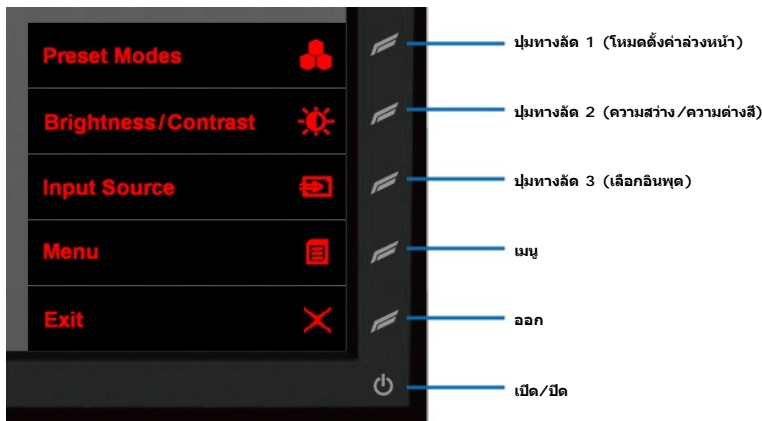 Preset Modes
ปุ่มทางลัด 1 (โหมดตั้งค่าล่วงหน้า)
Brightness/Contrast
ปุ่มทางลัด 2 (ความสว่าง/ความต่างสี)
Input Source
ปุ่มทางลัด 3 (เลือกอินพุต)
Menu
เมนู
Exit
ออก
เปิด/ปิด